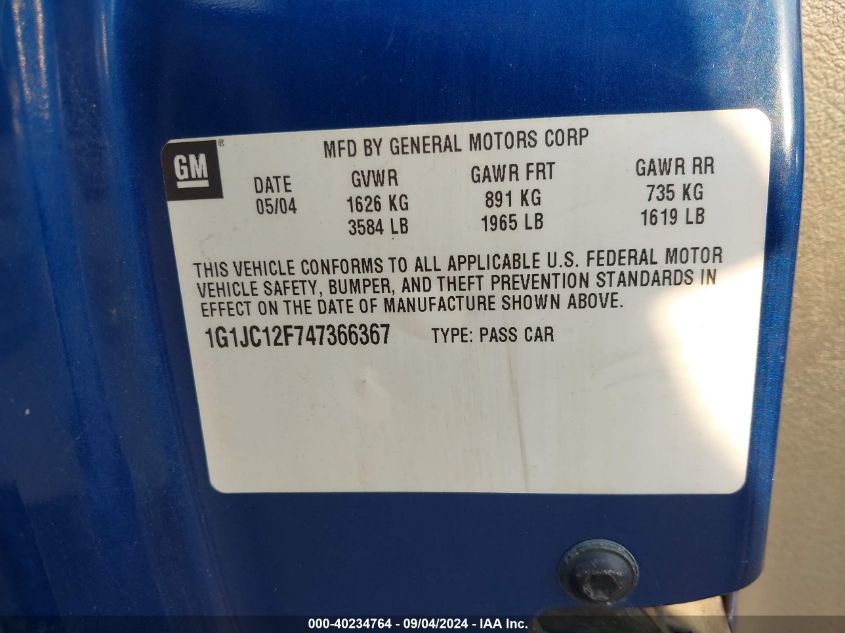 GM®
MFD BY GENERAL MOTORS CORP
DATE GVWR GAWR FRT GAWR RR
05/04 1626 KG 891 KG 735 KG
3584 LB 1965 LB 1619 LB
THIS VEHICLE CONFORMS TO ALL APPLICABLE U.S. FEDERAL MOTOR
VEHICLE SAFETY, BUMPER, AND THEFT PREVENTION STANDARDS IN
EFFECT ON THE DATE OF MANUFACTURE SHOWN ABOVE.
1G1JC12F747366367 TYPE: PASS CAR
000-40234764 - 09/04/2024 - IAA Inc.